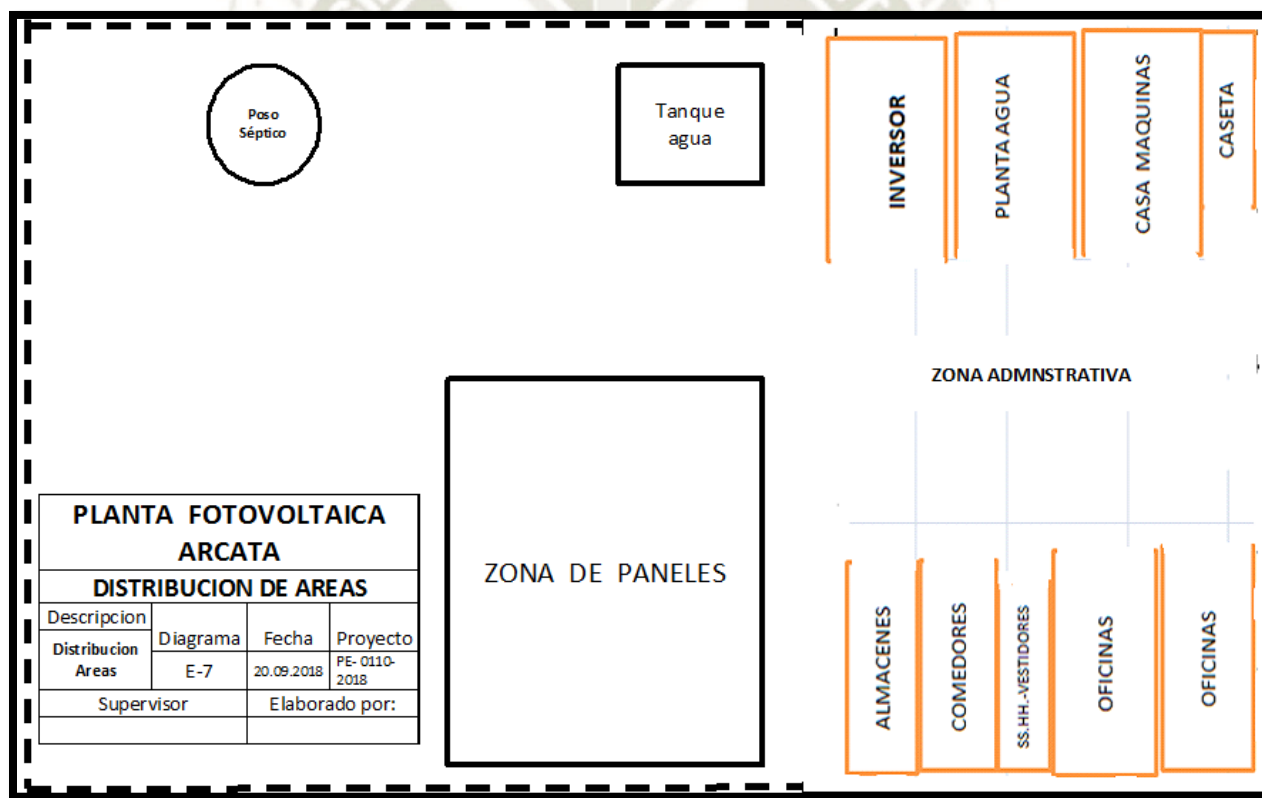 Poso
Séptico
Tanque
agua
INVERSOR
PLANTA AGUA
CASA MAQUINAS
CASETA
ZONA ADMNSTRATIVA
ZONA DE PANELES
PLANTA FOTOVOLTAICA
ARCATA
DISTRIBUCION DE AREAS
Descripcion
Diagrama
Fecha
Proyecto
Distribucion
Areas
E-7
20.09.2018
PE- 0110-
2018
Supervisor
Elaborado por:
ALMACENES
COMEDORES
SS.HH.-VESTIDORES
OFICINAS
OFICINAS